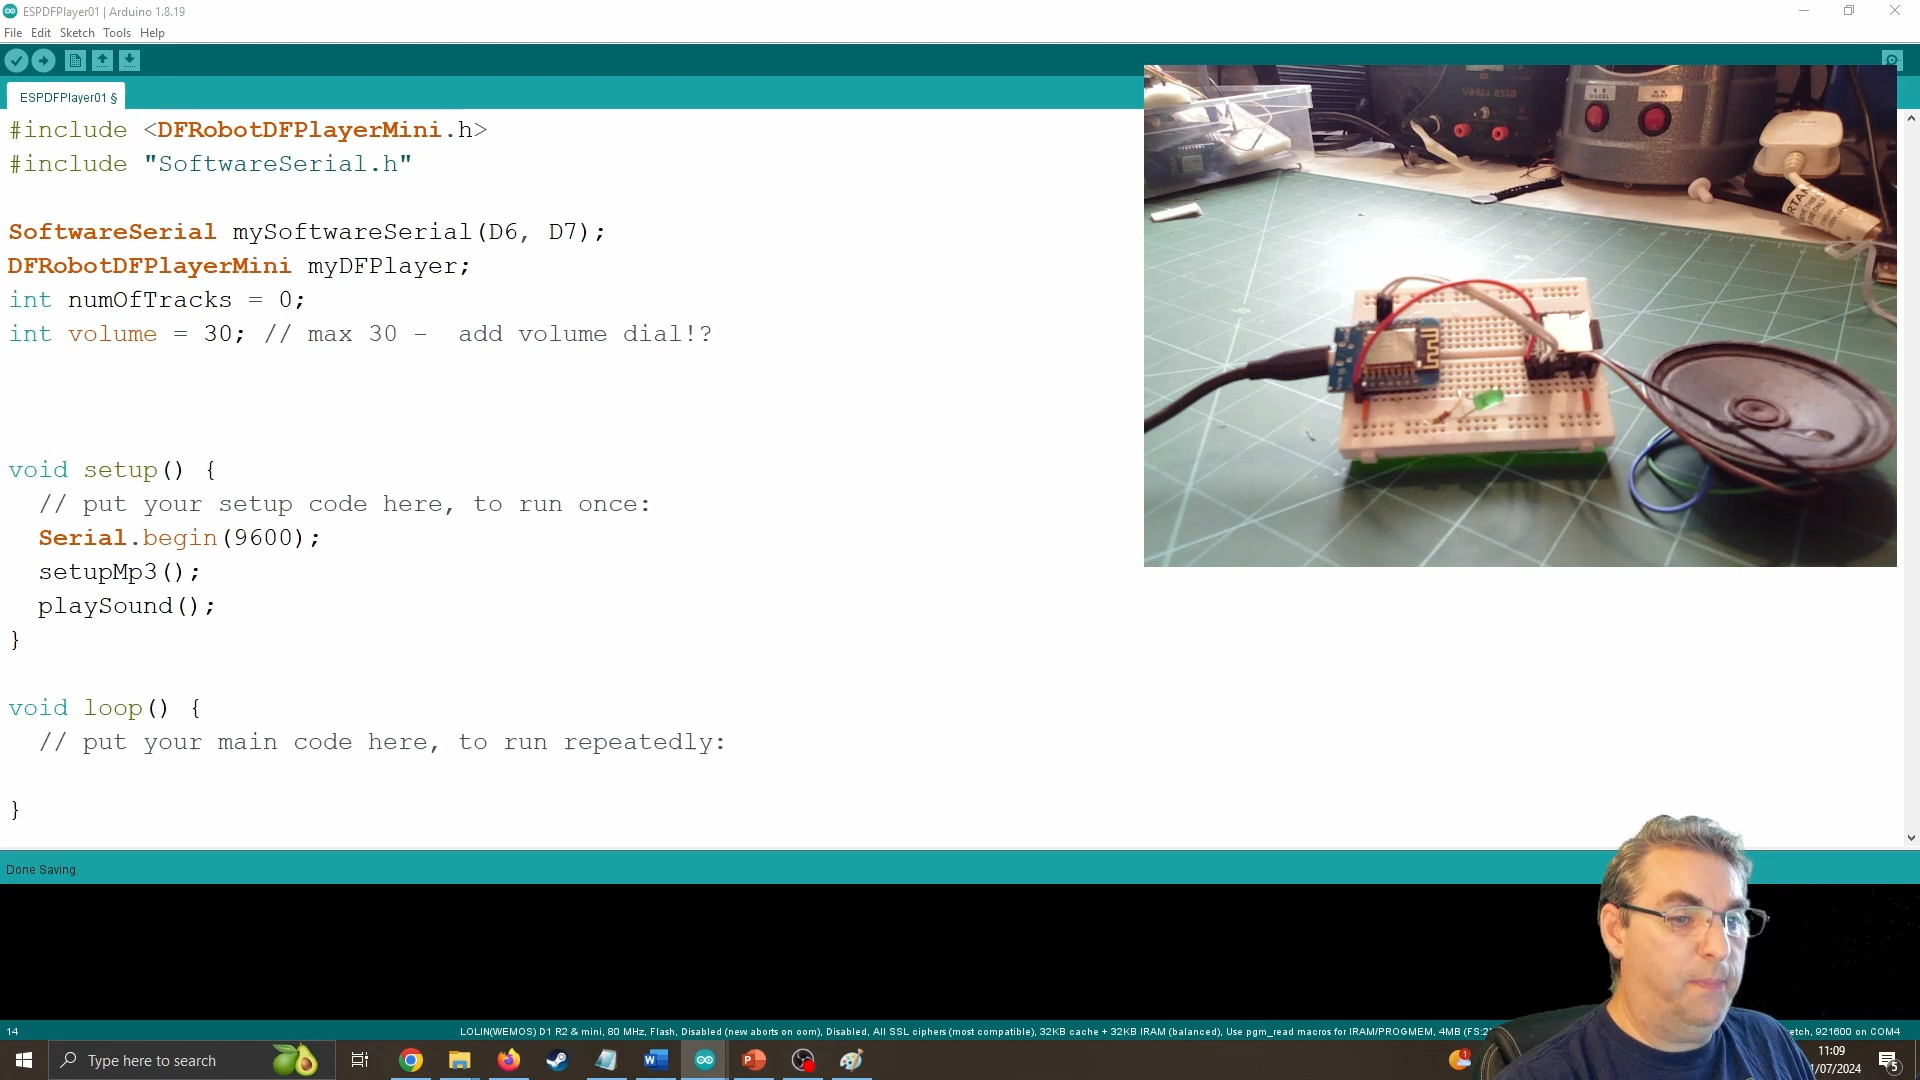 ESPDFPlayer01 | Arduino 1.8.19
File Edit Sketch Tools Help
ESPDFPlayer01 §
#include <DFRobotDFPlayerMini.h>
#include "SoftwareSerial.h"
SoftwareSerial mySoftwareSerial(D6, D7);
DFRobotDFPlayerMini myDFPlayer;
int numOfTracks = 0;
int volume = 30; // max 30 -  add volume dial!?
void setup() {
  // put your setup code here, to run once:
  Serial.begin(9600);
  setupMp3();
  playSound();
}
void loop() {
  // put your main code here, to run repeatedly:
}
Done Saving.
14
LOLIN(WEMOS) D1 R2 & mini, 80 MHz, Flash, Disabled (new aborts on oom), Disabled, All SSL ciphers (most compatible), 32KB cache + 32KB IRAM (balanced), Use pgm_read macros for IRAM/PROGMEM, 4MB (FS:2 etch, 921600 on COM4
Type here to search
11:09
/07/2024
1
5